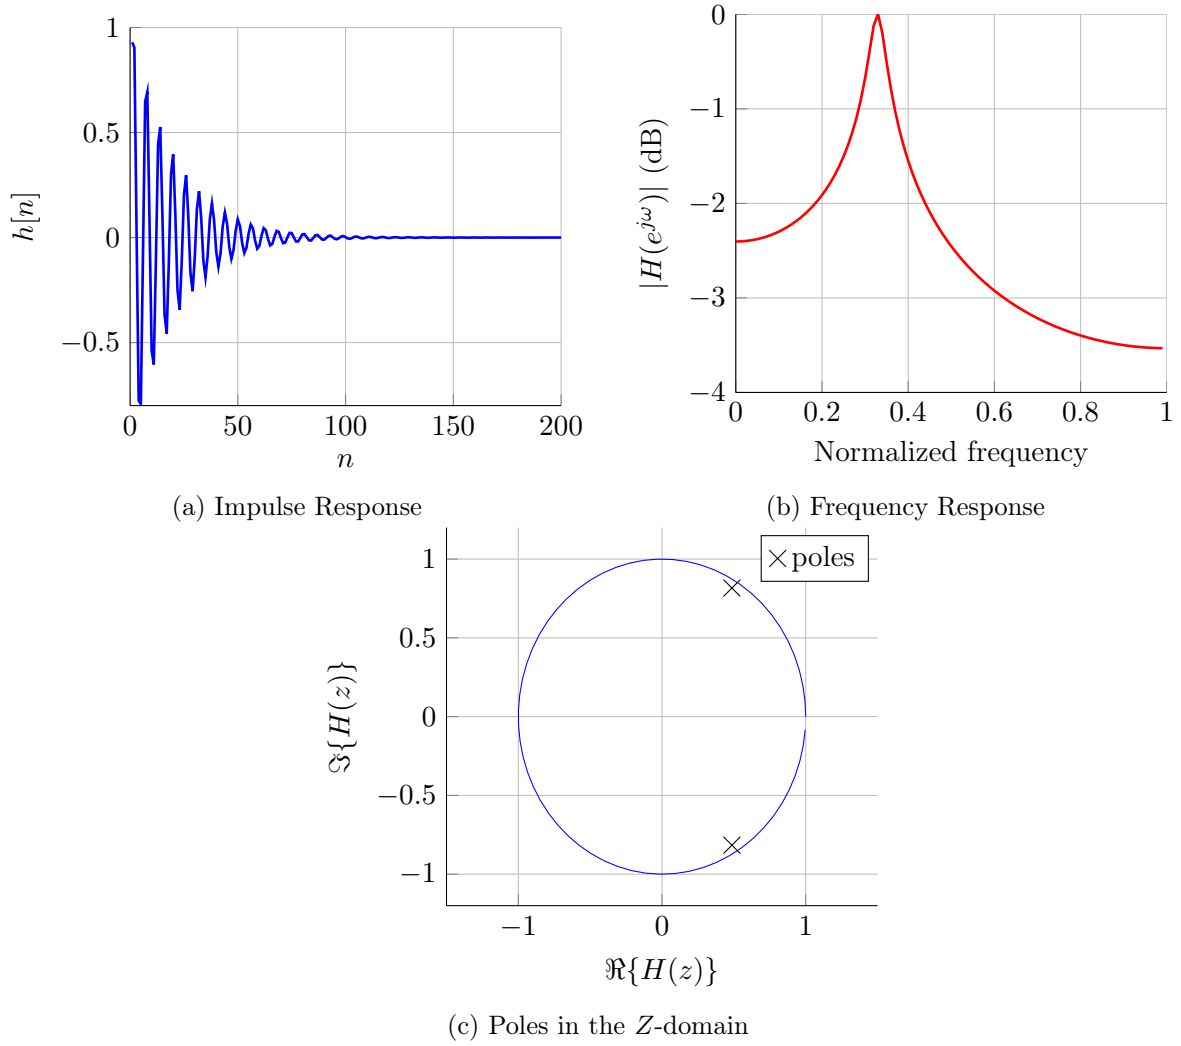 1
0.5
0
−0.5
0 50 100 150 200
n
h[n]
(a) Impulse Response
0
−1
−2
−3
−4
0 0.2 0.4 0.6 0.8 1
Normalized frequency
|H(e^{jω})| (dB)
(b) Frequency Response
poles
1
0.5
0
−0.5
−1
−1 0 1
ℜ{H(z)}
ℑ{H(z)}
(c) Poles in the Z-domain